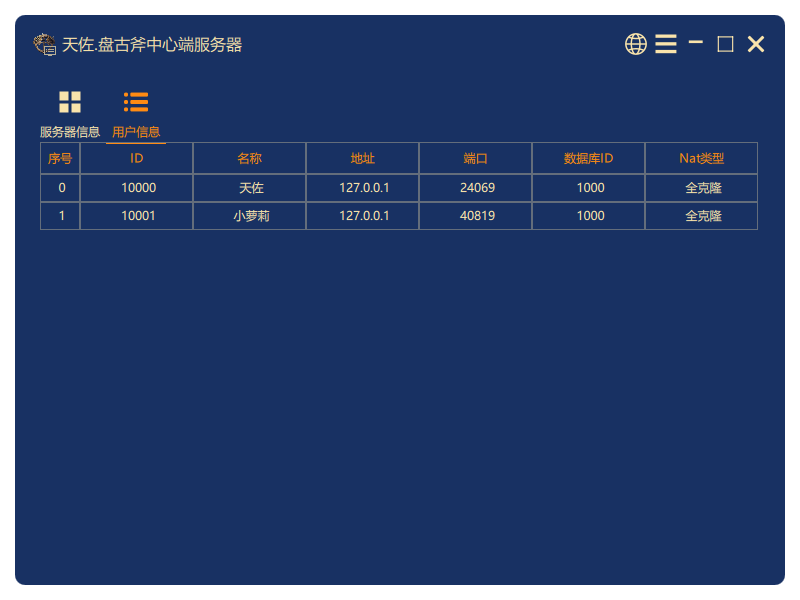 天佐.盘古斧中心端服务器
服务器信息 用户信息
序号 ID 名称 地址 端口 数据库ID Nat类型
0 10000 天佐 127.0.0.1 24069 1000 全克隆
1 10001 小萝莉 127.0.0.1 40819 1000 全克隆